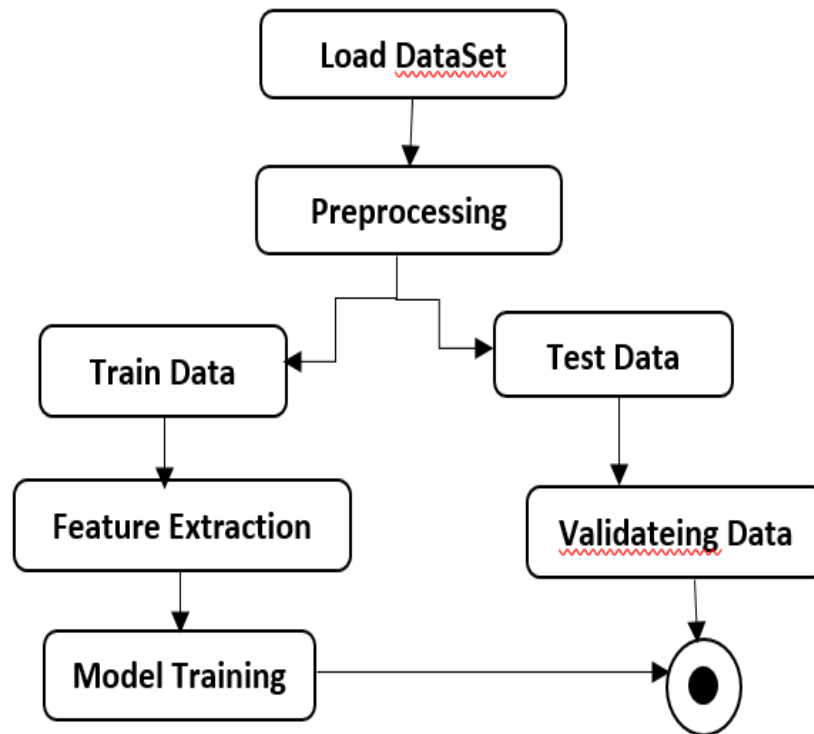 Load DataSet
Preprocessing
Train Data
Test Data
Feature Extraction
Validateing Data
Model Training